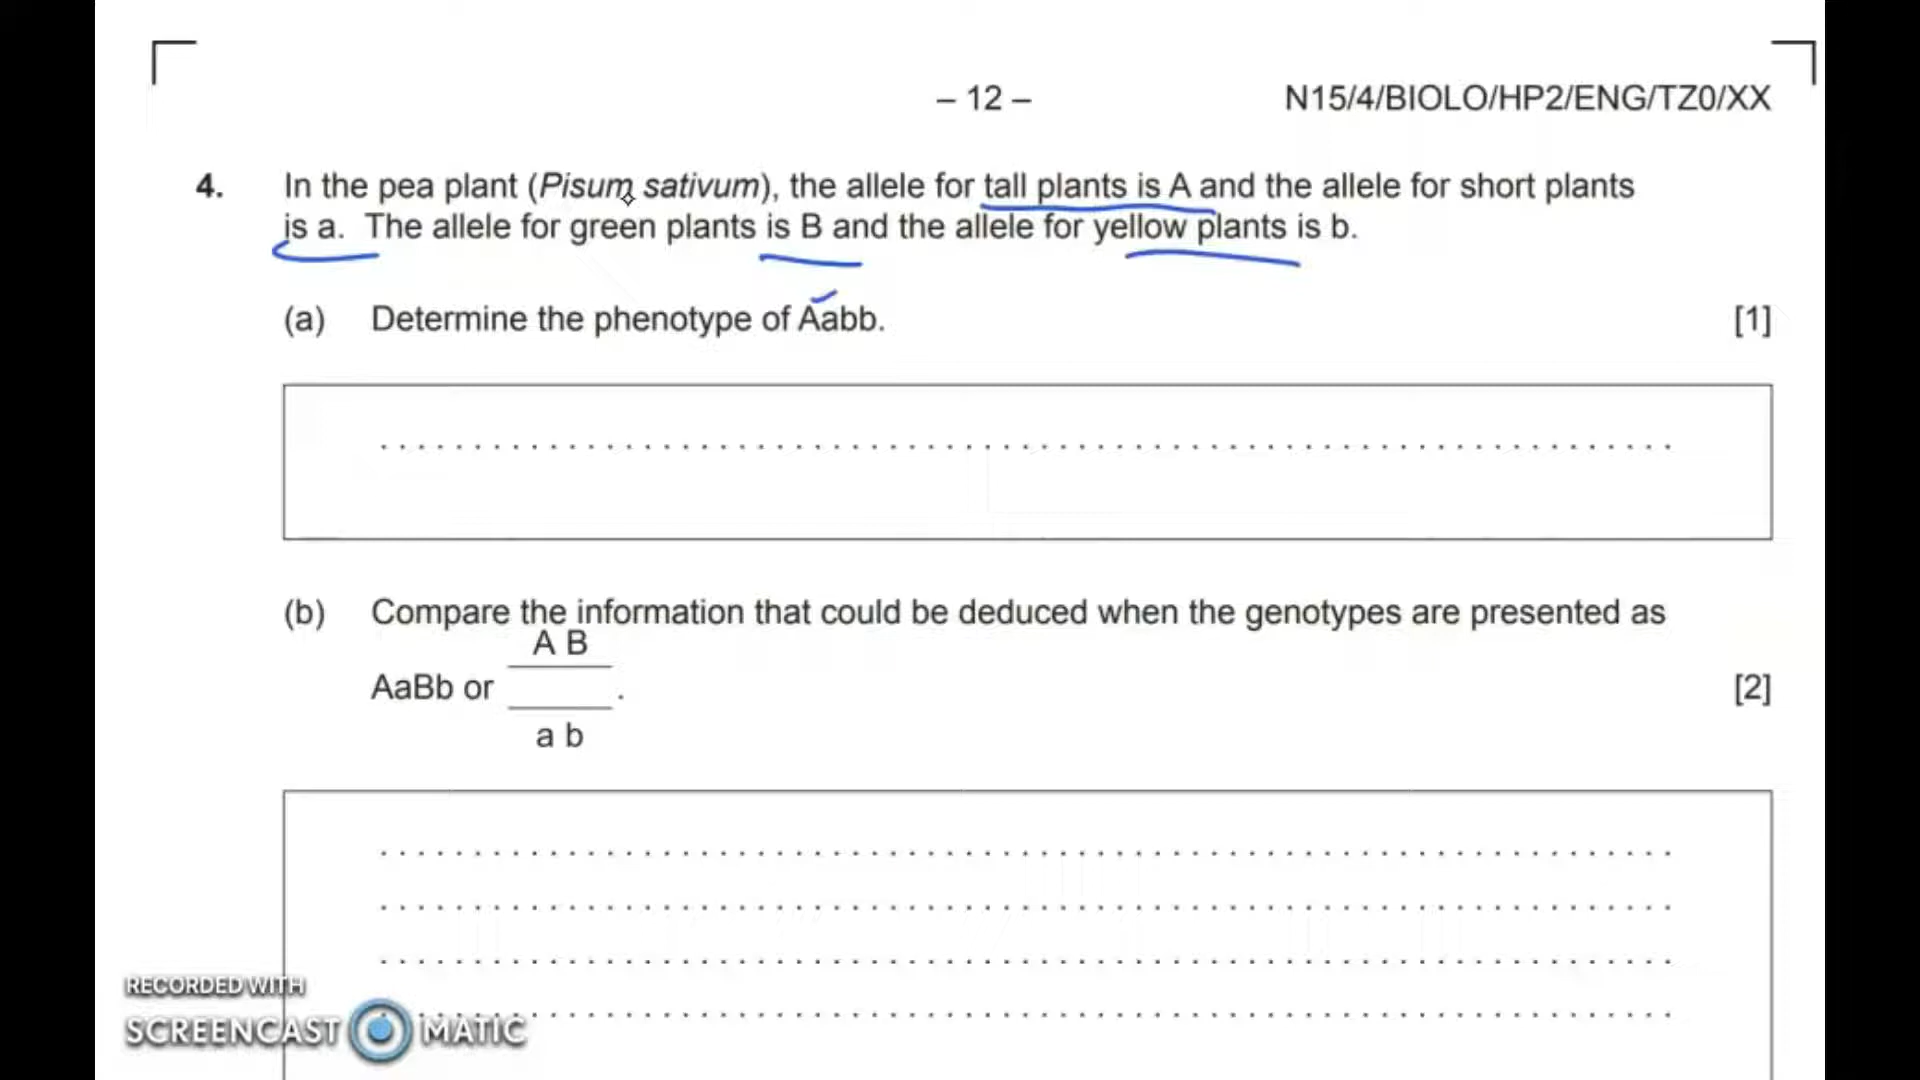 – 12 –
N15/4/BIOLO/HP2/ENG/TZ0/XX
4. In the pea plant (Pisum sativum), the allele for tall plants is A and the allele for short plants
is a. The allele for green plants is B and the allele for yellow plants is b.
(a) Determine the phenotype of Aabb. [1]
(b) Compare the information that could be deduced when the genotypes are presented as
A B
AaBb or . [2]
a b
RECORDED WITH
SCREENCAST MATIC